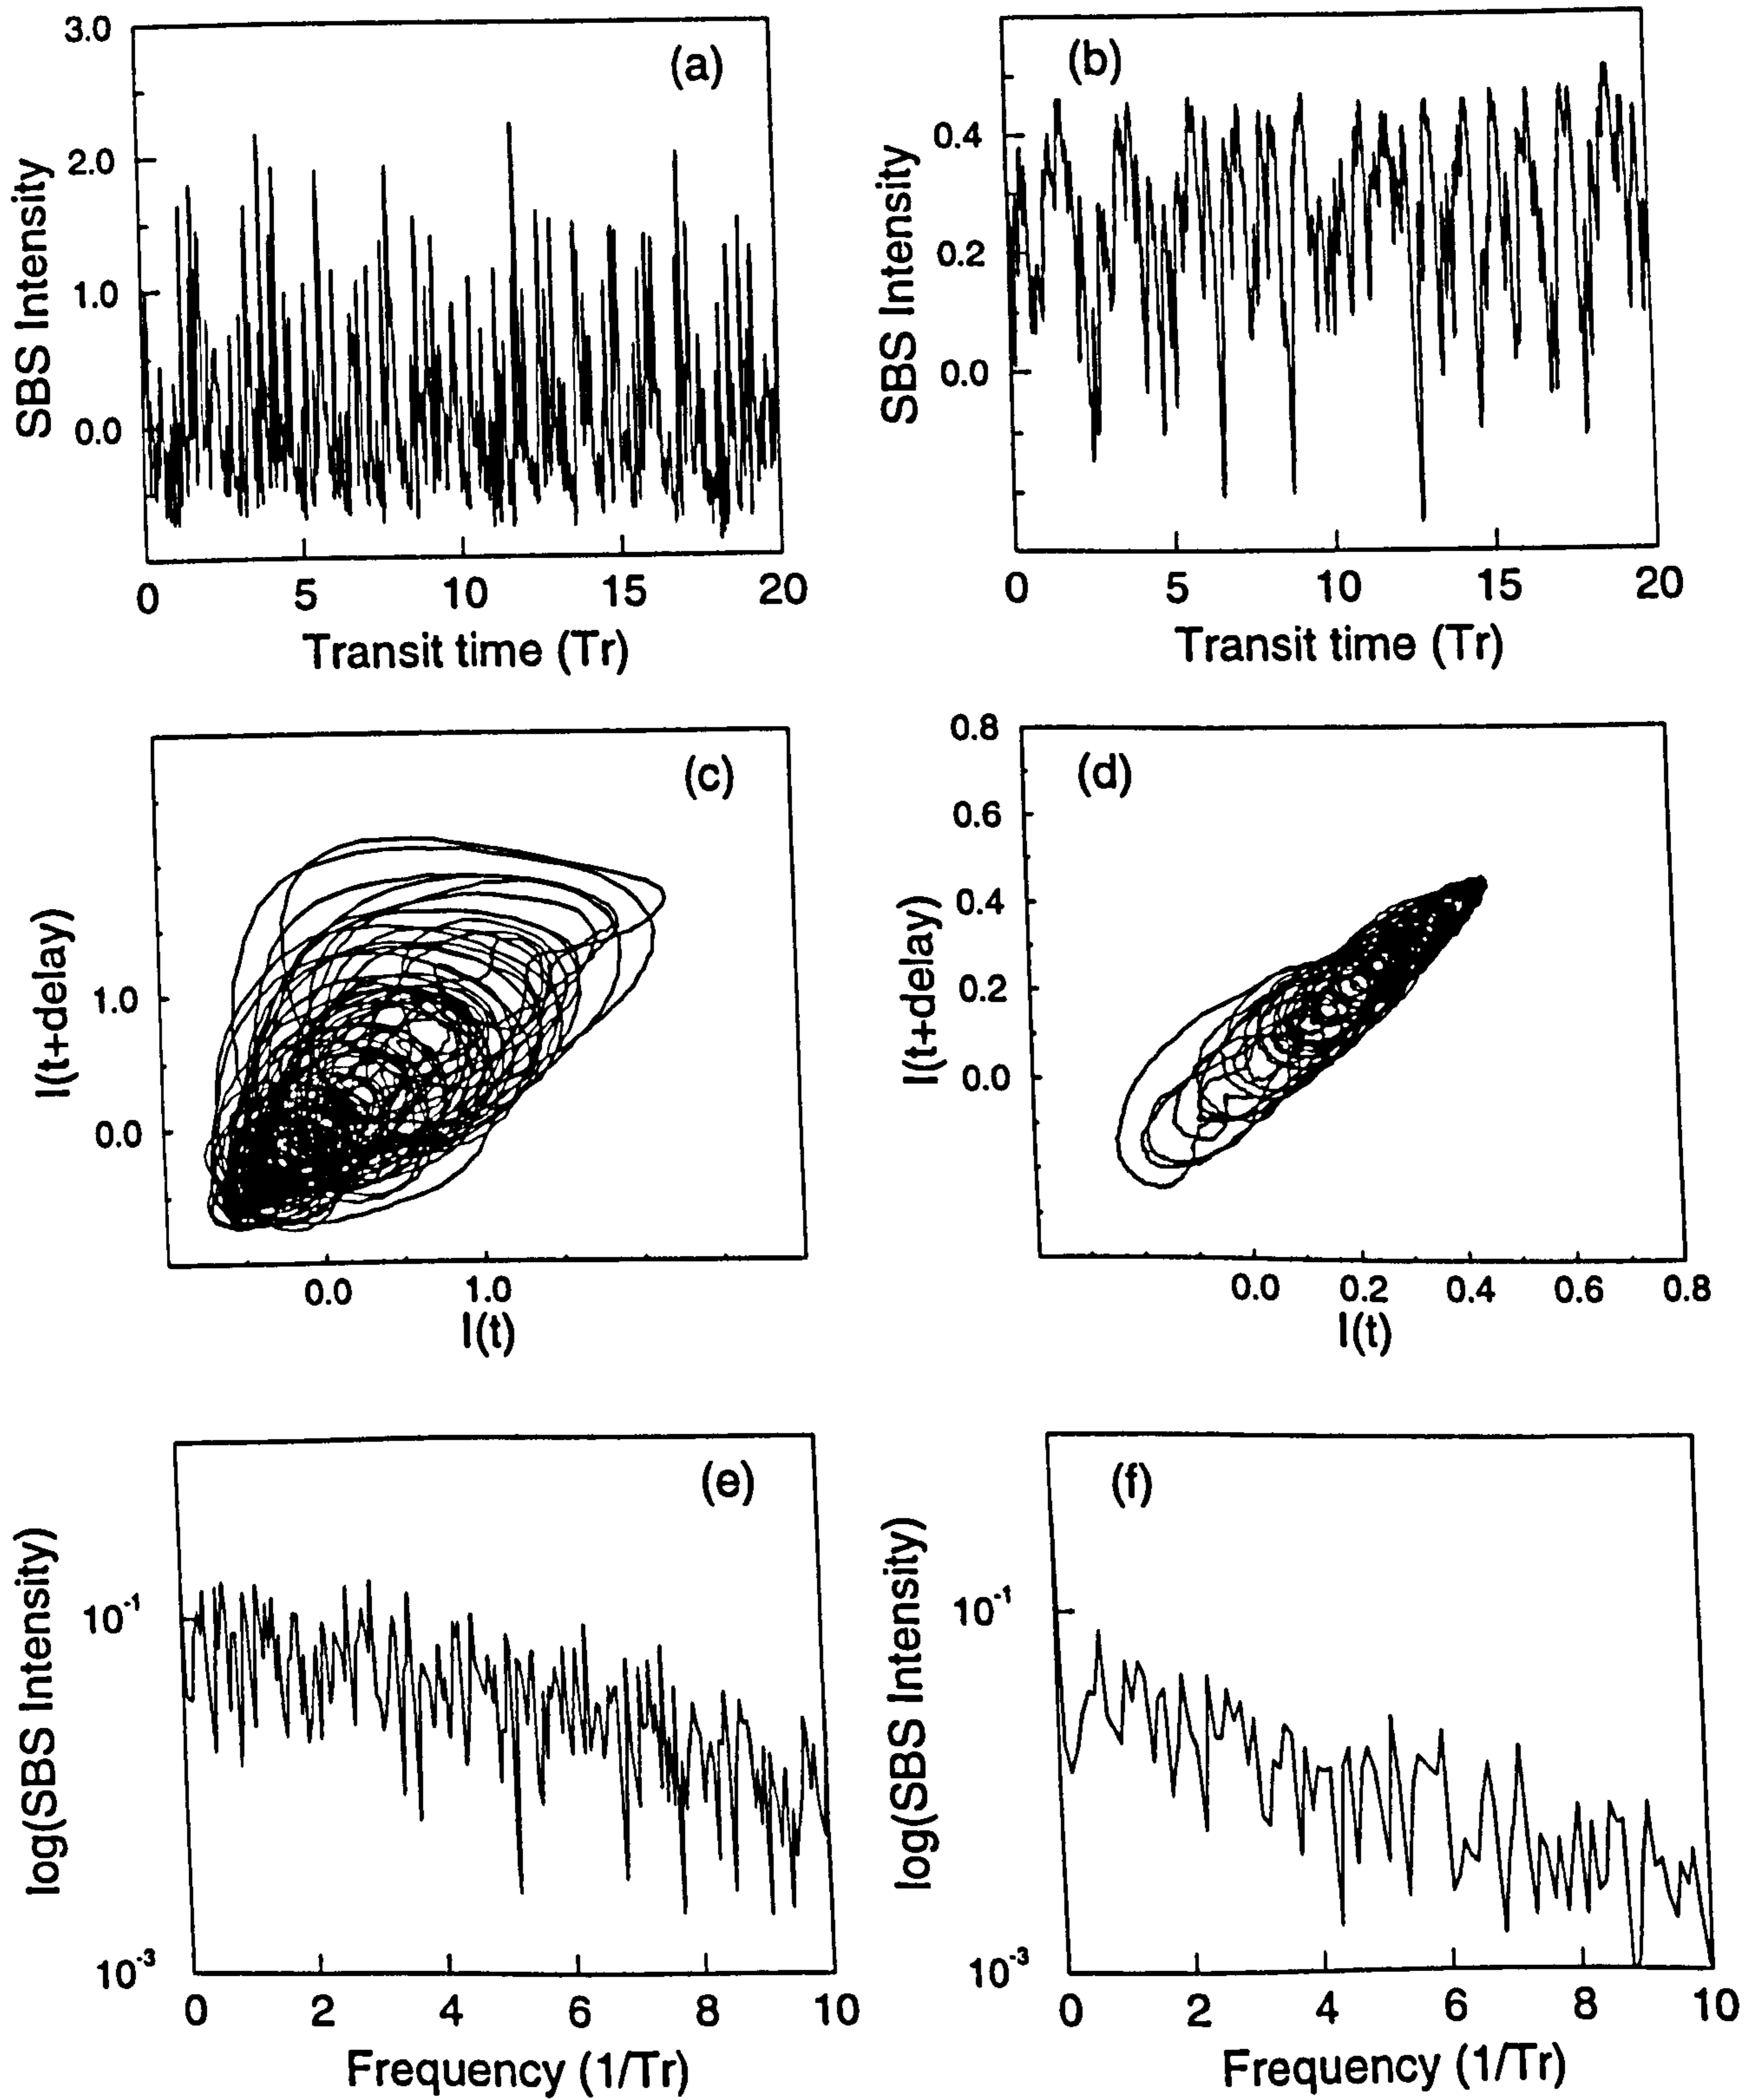 3.0
(a)
2.0
1.0
0.0
SBS Intensity
0 5 10 15 20
Transit time (Tr)
(b)
0.4
0.2
0.0
SBS Intensity
0 5 10 15 20
Transit time (Tr)
(c)
1.0
0.0
I(t+delay)
0.0 1.0
I(t)
0.8
(d)
0.6
0.4
0.2
0.0
I(t+delay)
0.0 0.2 0.4 0.6 0.8
I(t)
(e)
10⁻¹
10⁻³
log(SBS Intensity)
0 2 4 6 8 10
Frequency (1/Tr)
(f)
10⁻¹
10⁻³
log(SBS Intensity)
0 2 4 6 8 10
Frequency (1/Tr)